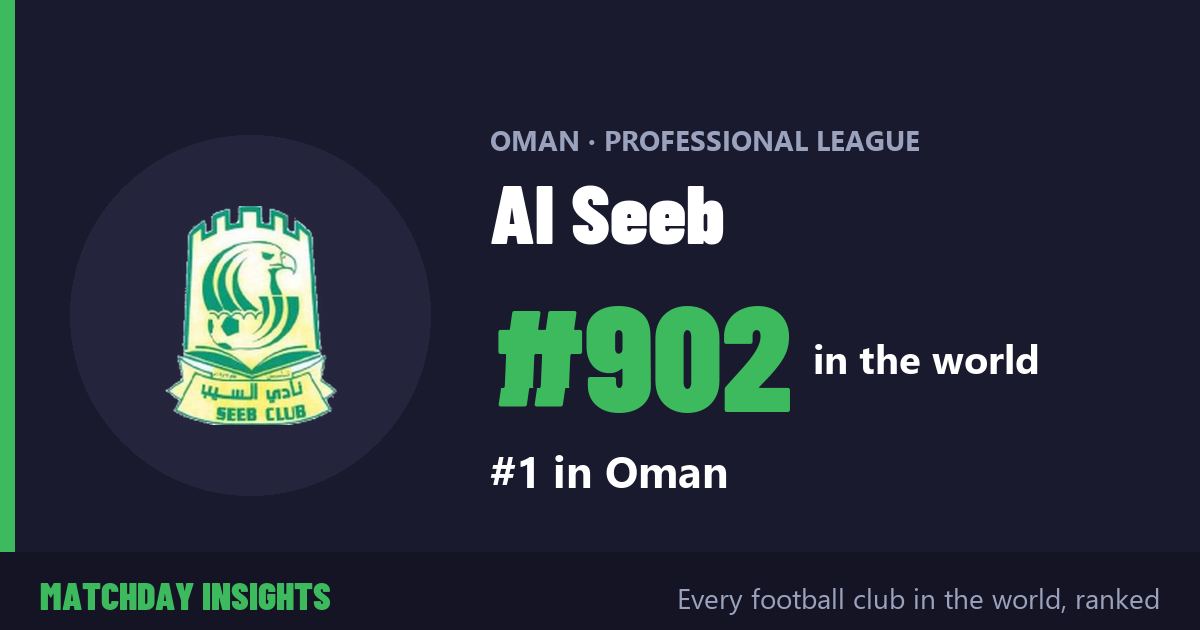 OMAN · PROFESSIONAL LEAGUE
Al Seeb
#902 in the world
#1 in Oman
نادي السيب
SEEB CLUB
MATCHDAY INSIGHTS
Every football club in the world, ranked